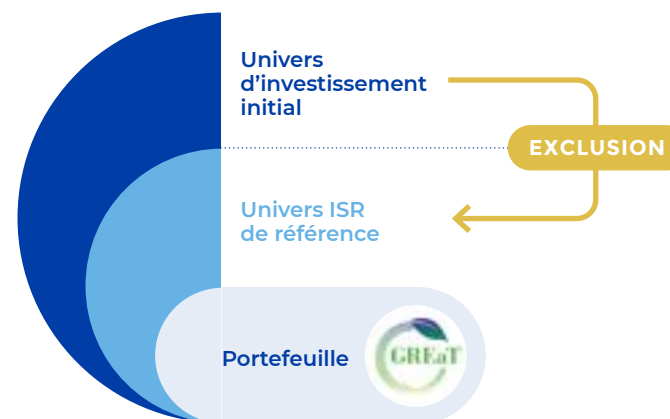 Univers
d’investissement
initial
EXCLUSION
Univers ISR
de référence
Portefeuille
GREaT